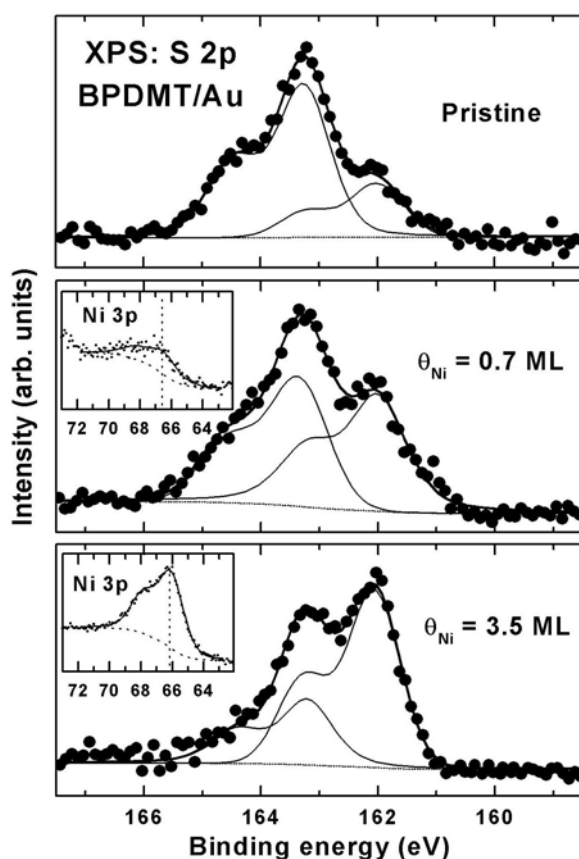 XPS: S 2p
BPDMT/Au
Pristine
Ni 3p
72 70 68 66 64
θNi = 0.7 ML
Ni 3p
72 70 68 66 64
θNi = 3.5 ML
Intensity (arb. units)
166 164 162 160
Binding energy (eV)